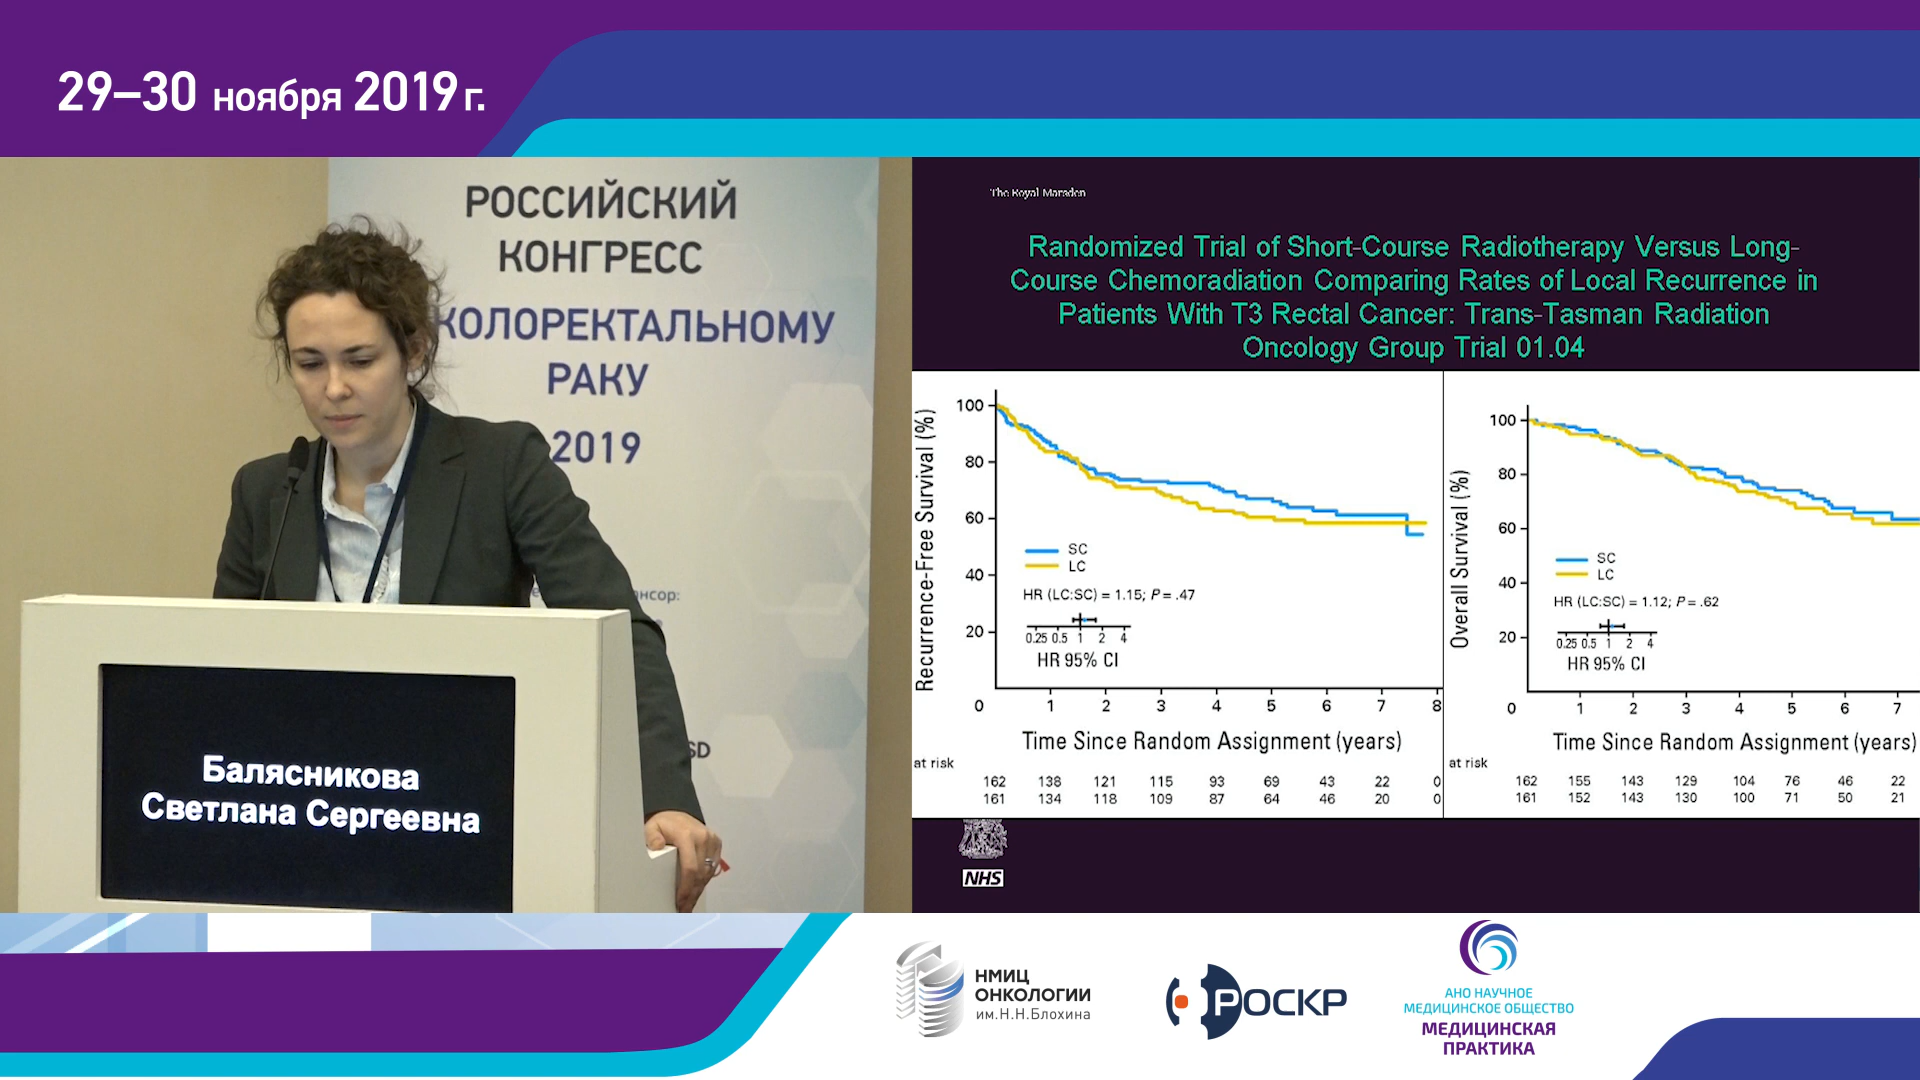 29–30 ноября 2019 г.
РОССИЙСКИЙ
КОНГРЕСС
КОЛОРЕКТАЛЬНОМУ
РАКУ
2019
нсор:
SD
Балясникова
Светлана Сергеевна
The Royal Marsden
Randomized Trial of Short-Course Radiotherapy Versus Long-
Course Chemoradiation Comparing Rates of Local Recurrence in
Patients With T3 Rectal Cancer: Trans-Tasman Radiation
Oncology Group Trial 01.04
Recurrence-Free Survival (%)
100
80
60
40
20
0
SC
LC
HR (LC:SC) = 1.15; P = .47
0.25 0.5 1 2 4
HR 95% CI
1 2 3 4 5 6 7 8
Time Since Random Assignment (years)
at risk
162 138 121 115 93 69 43 22 0
161 134 118 109 87 64 46 20 0
Overall Survival (%)
100
80
60
40
20
0
SC
LC
HR (LC:SC) = 1.12; P = .62
0.25 0.5 1 2 4
HR 95% CI
1 2 3 4 5 6 7
Time Since Random Assignment (years)
at risk
162 155 143 129 104 76 46 22
161 152 143 130 100 71 50 21
NHS
НМИЦ
ОНКОЛОГИИ
им.Н.Н.Блохина
РОСКР
АНО НАУЧНОЕ
МЕДИЦИНСКОЕ ОБЩЕСТВО
МЕДИЦИНСКАЯ
ПРАКТИКА